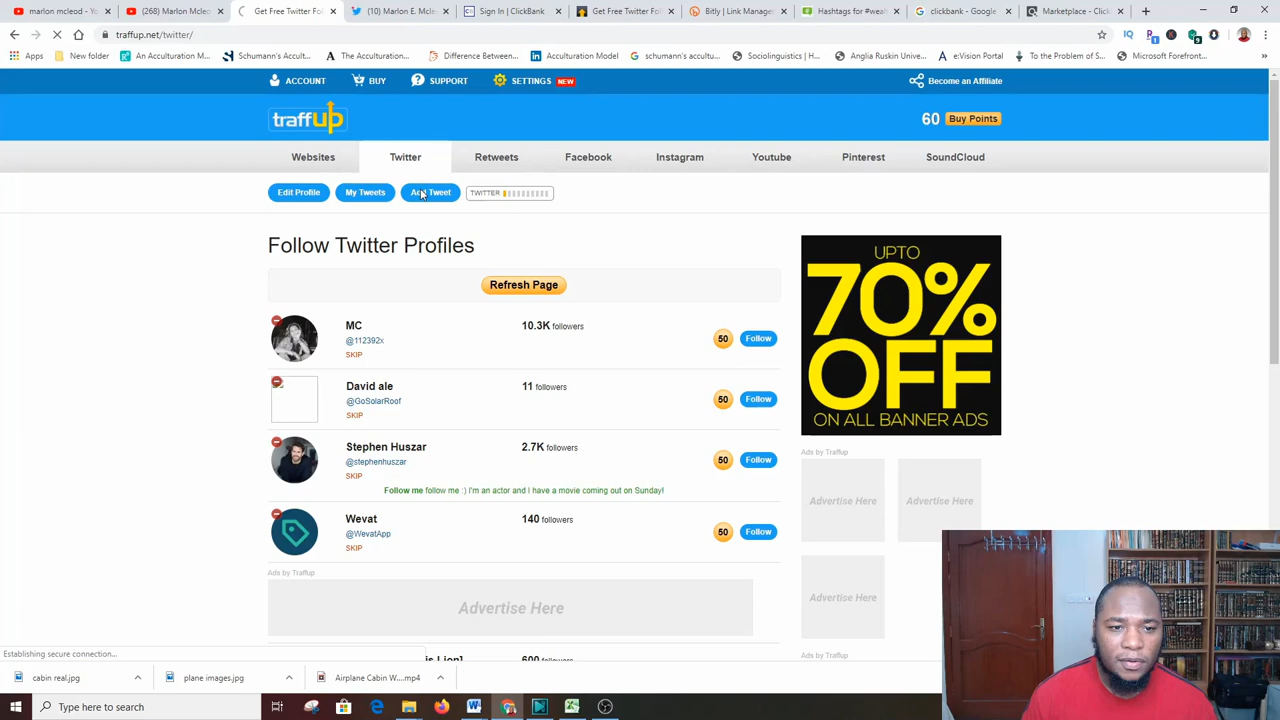 marlon mcleod - Yo
(268) Marlon Mcleo
Get Free Twitter Fol
(10) Marlon E. Mcle
Sign In | ClickBank
Get Free Twitter Fo
Bitly | Link Manage
Hashtags for #wealt
clickbank - Google
Marketplace - Click
traffup.net/twitter/
Apps
New folder
An Acculturation M...
Schumann's Accult...
The Acculturation...
Difference Between...
Acculturation Model
schumann's accultu...
Sociolinguistics | H...
Anglia Ruskin Unive...
e:Vision Portal
To the Problem of S...
Microsoft Forefront...
ACCOUNT
BUY
SUPPORT
SETTINGS NEW
Become an Affiliate
traffup
60 Buy Points
Websites
Twitter
Retweets
Facebook
Instagram
Youtube
Pinterest
SoundCloud
Edit Profile
My Tweets
Add Tweet
TWITTER
Follow Twitter Profiles
Refresh Page
MC
@112392x
SKIP
10.3K followers
50 Follow
David ale
@GoSolarRoof
SKIP
11 followers
50 Follow
Stephen Huszar
@stephenhuszar
SKIP
2.7K followers
50 Follow
Follow me follow me :) I'm an actor and I have a movie coming out on Sunday!
Wevat
@WevatApp
SKIP
140 followers
50 Follow
Ads by Traffup
Advertise Here
UPTO
70%
OFF
ON ALL BANNER ADS
Ads by Traffup
Advertise Here
Advertise Here
Advertise Here
Ads by Traffup
is Lion]
600
Establishing secure connection...
cabin real.jpg
plane images.jpg
Airplane Cabin W....mp4
Type here to search